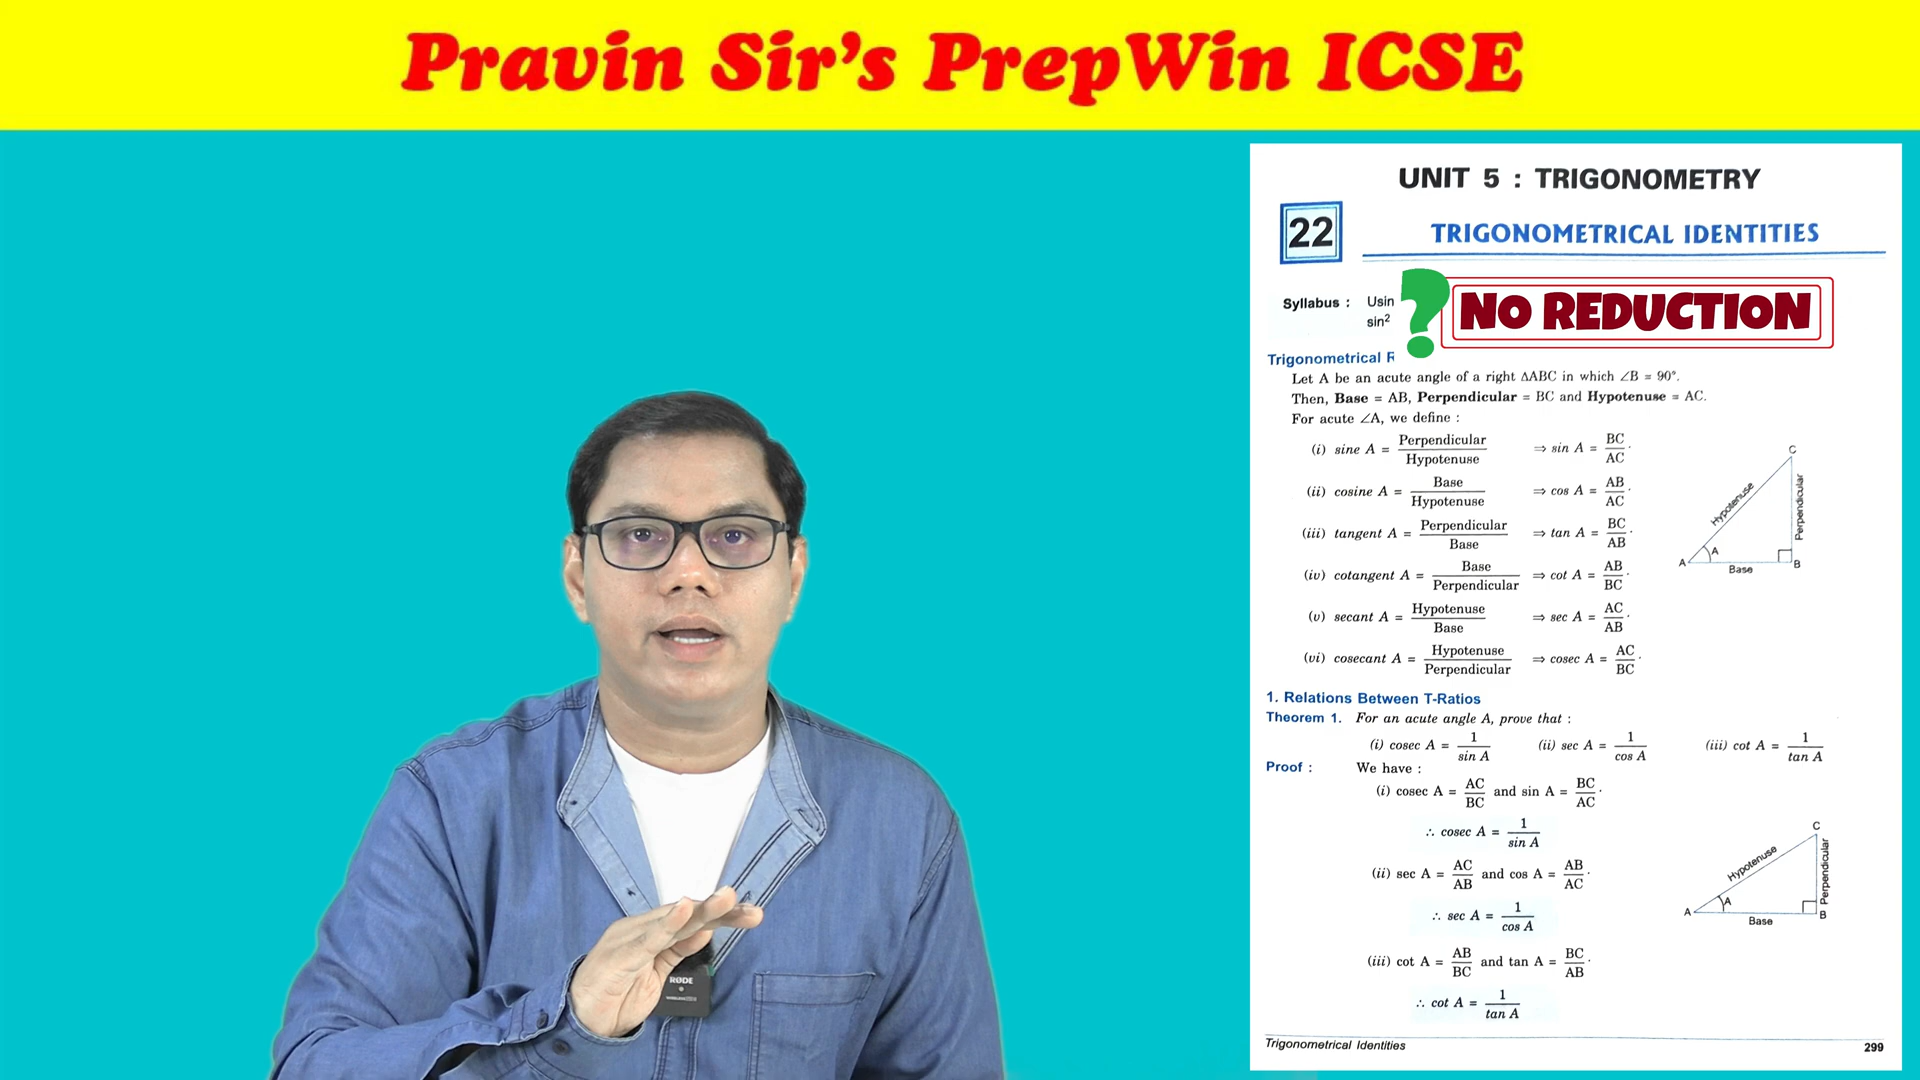 Pravin Sir's PrepWin ICSE
UNIT 5 : TRIGONOMETRY
22
TRIGONOMETRICAL IDENTITIES
Syllabus : Usin
sin²
? NO REDUCTION
Trigonometrical R
Let A be an acute angle of a right ΔABC in which ∠B = 90°.
Then, Base = AB, Perpendicular = BC and Hypotenuse = AC.
For acute ∠A, we define :
(i) sine A = Perpendicular/Hypotenuse ⇒ sin A = BC/AC.
(ii) cosine A = Base/Hypotenuse ⇒ cos A = AB/AC.
(iii) tangent A = Perpendicular/Base ⇒ tan A = BC/AB.
(iv) cotangent A = Base/Perpendicular ⇒ cot A = AB/BC.
(v) secant A = Hypotenuse/Base ⇒ sec A = AC/AB.
(vi) cosecant A = Hypotenuse/Perpendicular ⇒ cosec A = AC/BC.
C
Hypotenuse
Perpendicular
A
A
Base
B
1. Relations Between T-Ratios
Theorem 1. For an acute angle A, prove that :
(i) cosec A = 1/sin A (ii) sec A = 1/cos A (iii) cot A = 1/tan A
Proof : We have :
(i) cosec A = AC/BC and sin A = BC/AC.
∴ cosec A = 1/sin A
(ii) sec A = AC/AB and cos A = AB/AC.
∴ sec A = 1/cos A
(iii) cot A = AB/BC and tan A = BC/AB.
∴ cot A = 1/tan A
C
Hypotenuse
Perpendicular
A
A
Base
B
Trigonometrical Identities
299
RØDE